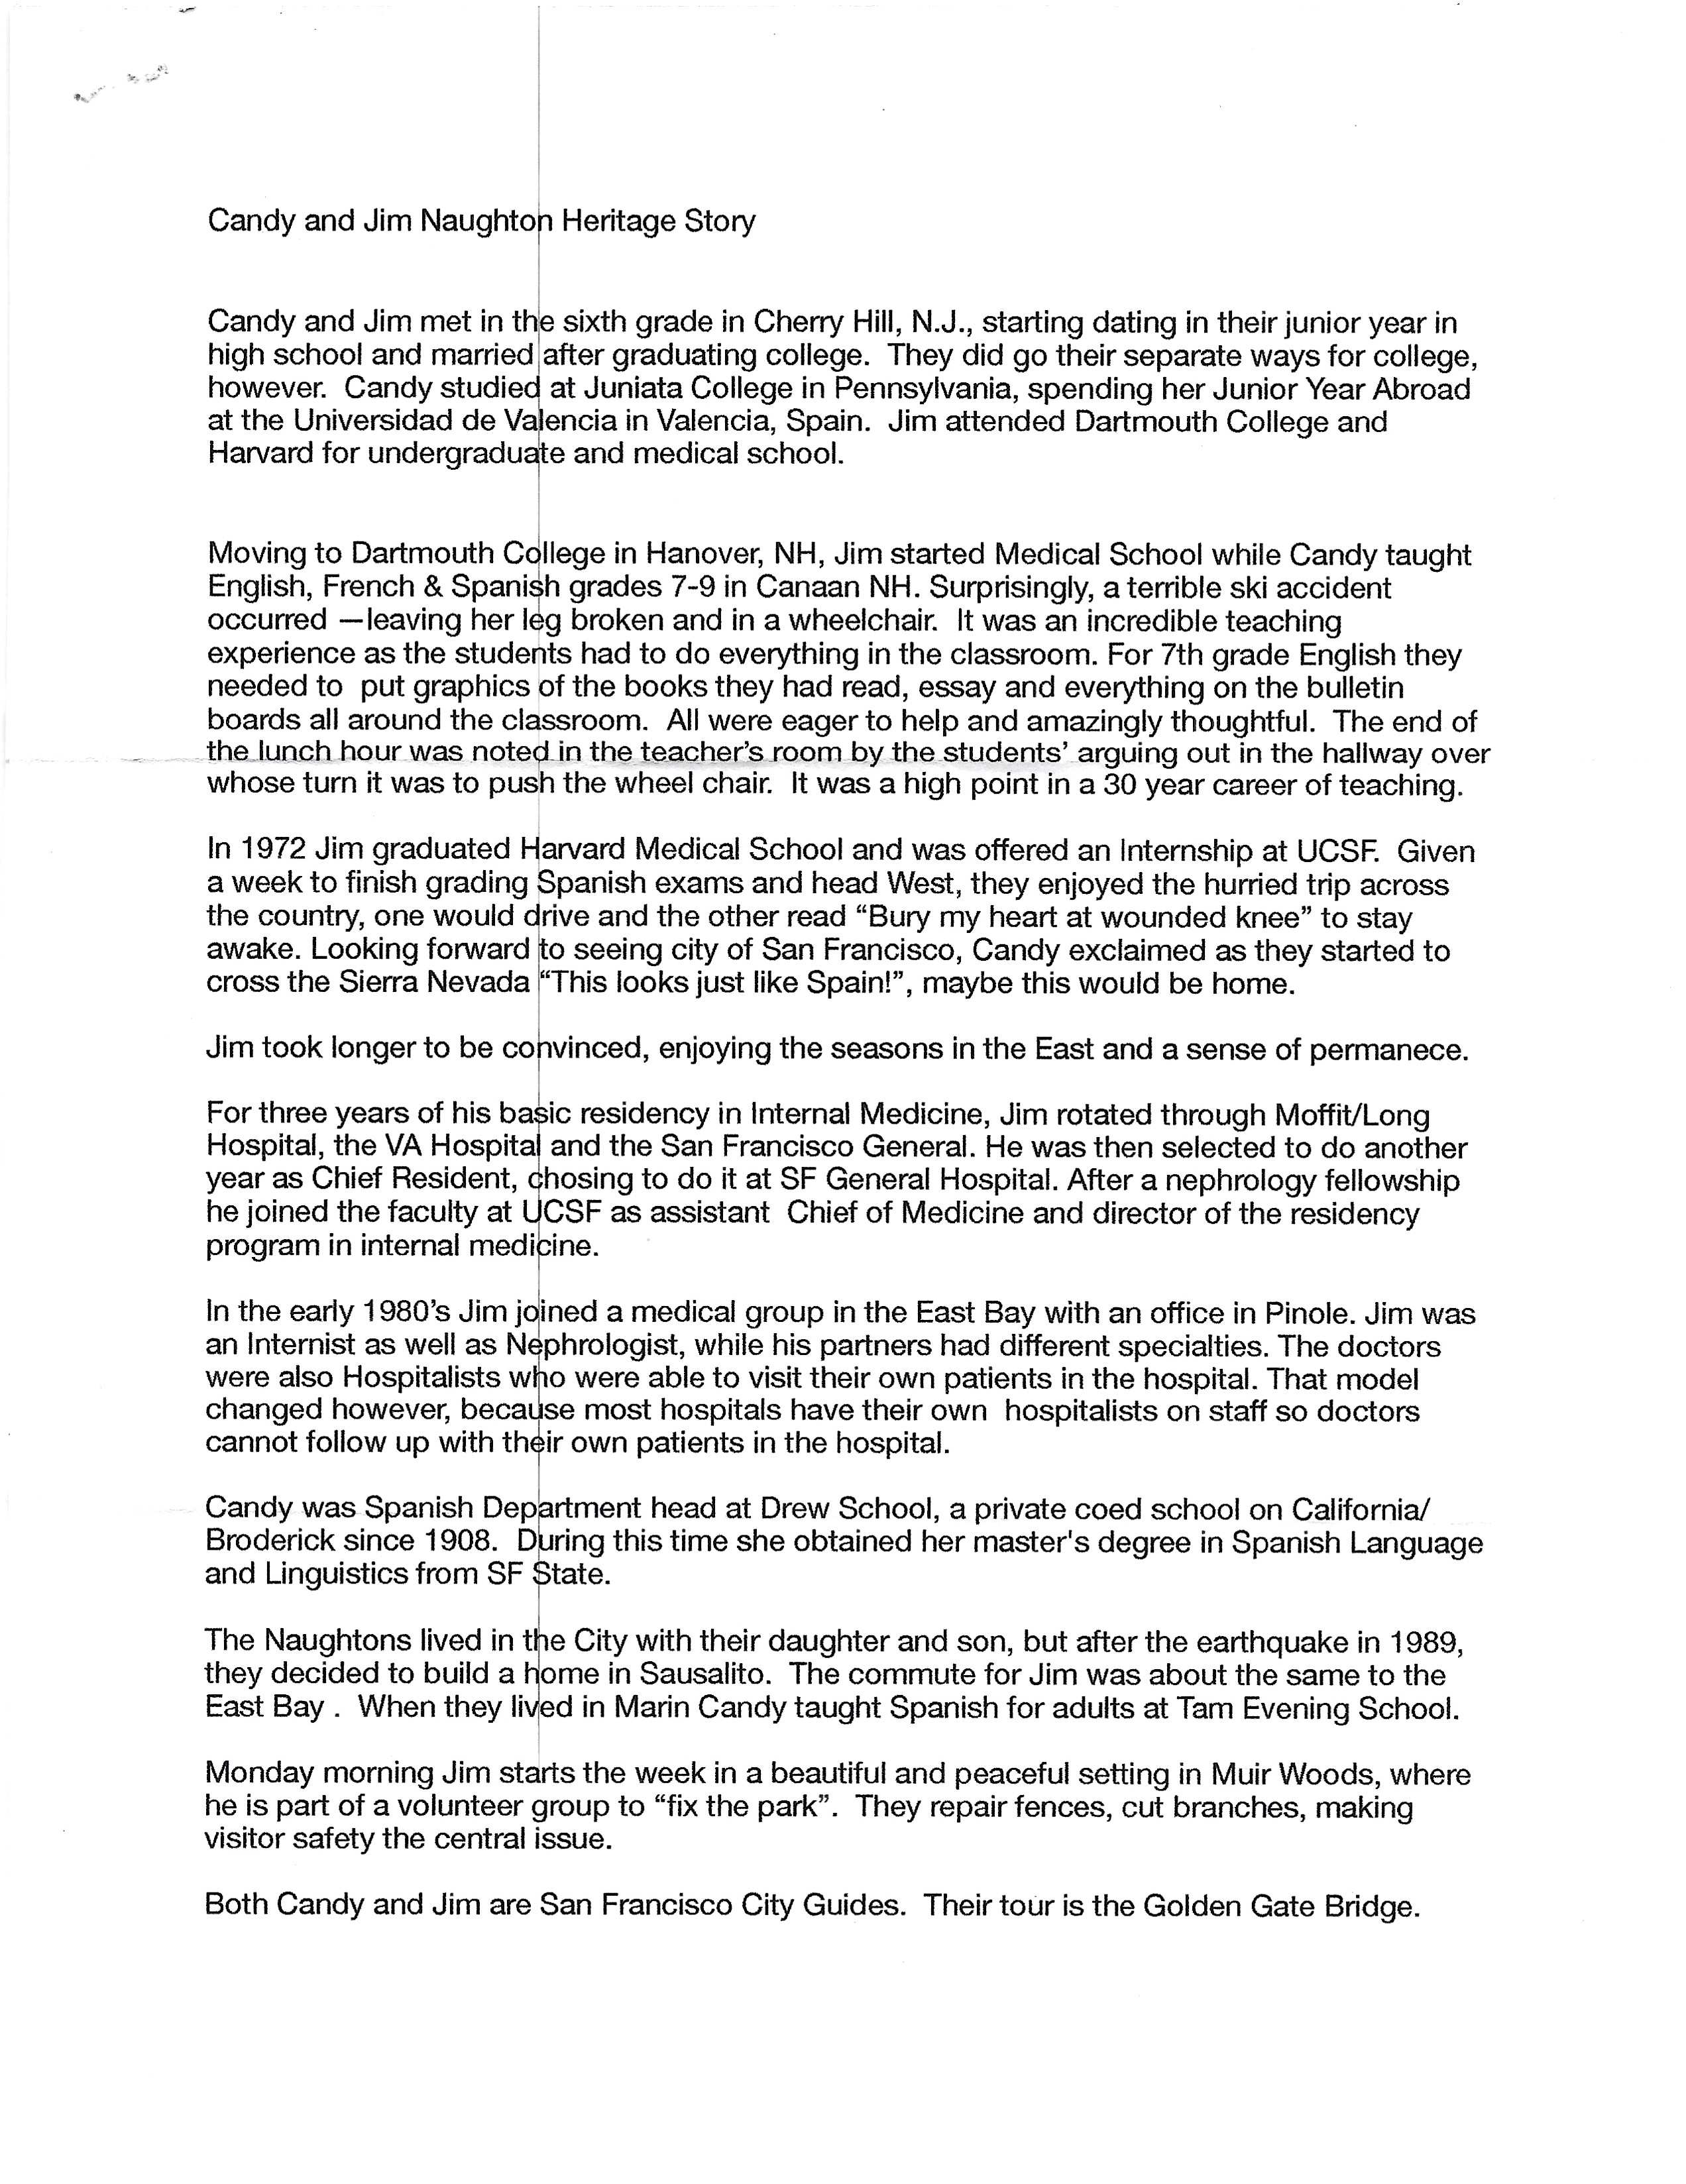 Candy and Jim Naughton Heritage Story
Candy and Jim met in the sixth grade in Cherry Hill, N.J., starting dating in their junior year in
high school and married after graduating college.  They did go their separate ways for college,
however.  Candy studied at Juniata College in Pennsylvania, spending her Junior Year Abroad
at the Universidad de Valencia in Valencia, Spain.  Jim attended Dartmouth College and
Harvard for undergraduate and medical school.
Moving to Dartmouth College in Hanover, NH, Jim started Medical School while Candy taught
English, French & Spanish grades 7-9 in Canaan NH. Surprisingly, a terrible ski accident
occurred —leaving her leg broken and in a wheelchair.  It was an incredible teaching
experience as the students had to do everything in the classroom. For 7th grade English they
needed to  put graphics of the books they had read, essay and everything on the bulletin
boards all around the classroom.  All were eager to help and amazingly thoughtful.  The end of
the lunch hour was noted in the teacher’s room by the students’ arguing out in the hallway over
whose turn it was to push the wheel chair.  It was a high point in a 30 year career of teaching.
In 1972 Jim graduated Harvard Medical School and was offered an Internship at UCSF.  Given
a week to finish grading Spanish exams and head West, they enjoyed the hurried trip across
the country, one would drive and the other read “Bury my heart at wounded knee” to stay
awake. Looking forward to seeing city of San Francisco, Candy exclaimed as they started to
cross the Sierra Nevada “This looks just like Spain!”, maybe this would be home.
Jim took longer to be convinced, enjoying the seasons in the East and a sense of permanece.
For three years of his basic residency in Internal Medicine, Jim rotated through Moffit/Long
Hospital, the VA Hospital and the San Francisco General. He was then selected to do another
year as Chief Resident, chosing to do it at SF General Hospital. After a nephrology fellowship
he joined the faculty at UCSF as assistant  Chief of Medicine and director of the residency
program in internal medicine.
In the early 1980’s Jim joined a medical group in the East Bay with an office in Pinole. Jim was
an Internist as well as Nephrologist, while his partners had different specialties. The doctors
were also Hospitalists who were able to visit their own patients in the hospital. That model
changed however, because most hospitals have their own  hospitalists on staff so doctors
cannot follow up with their own patients in the hospital.
Candy was Spanish Department head at Drew School, a private coed school on California/
Broderick since 1908.  During this time she obtained her master's degree in Spanish Language
and Linguistics from SF State.
The Naughtons lived in the City with their daughter and son, but after the earthquake in 1989,
they decided to build a home in Sausalito.  The commute for Jim was about the same to the
East Bay .  When they lived in Marin Candy taught Spanish for adults at Tam Evening School.
Monday morning Jim starts the week in a beautiful and peaceful setting in Muir Woods, where
he is part of a volunteer group to “fix the park”.  They repair fences, cut branches, making
visitor safety the central issue.
Both Candy and Jim are San Francisco City Guides.  Their tour is the Golden Gate Bridge.